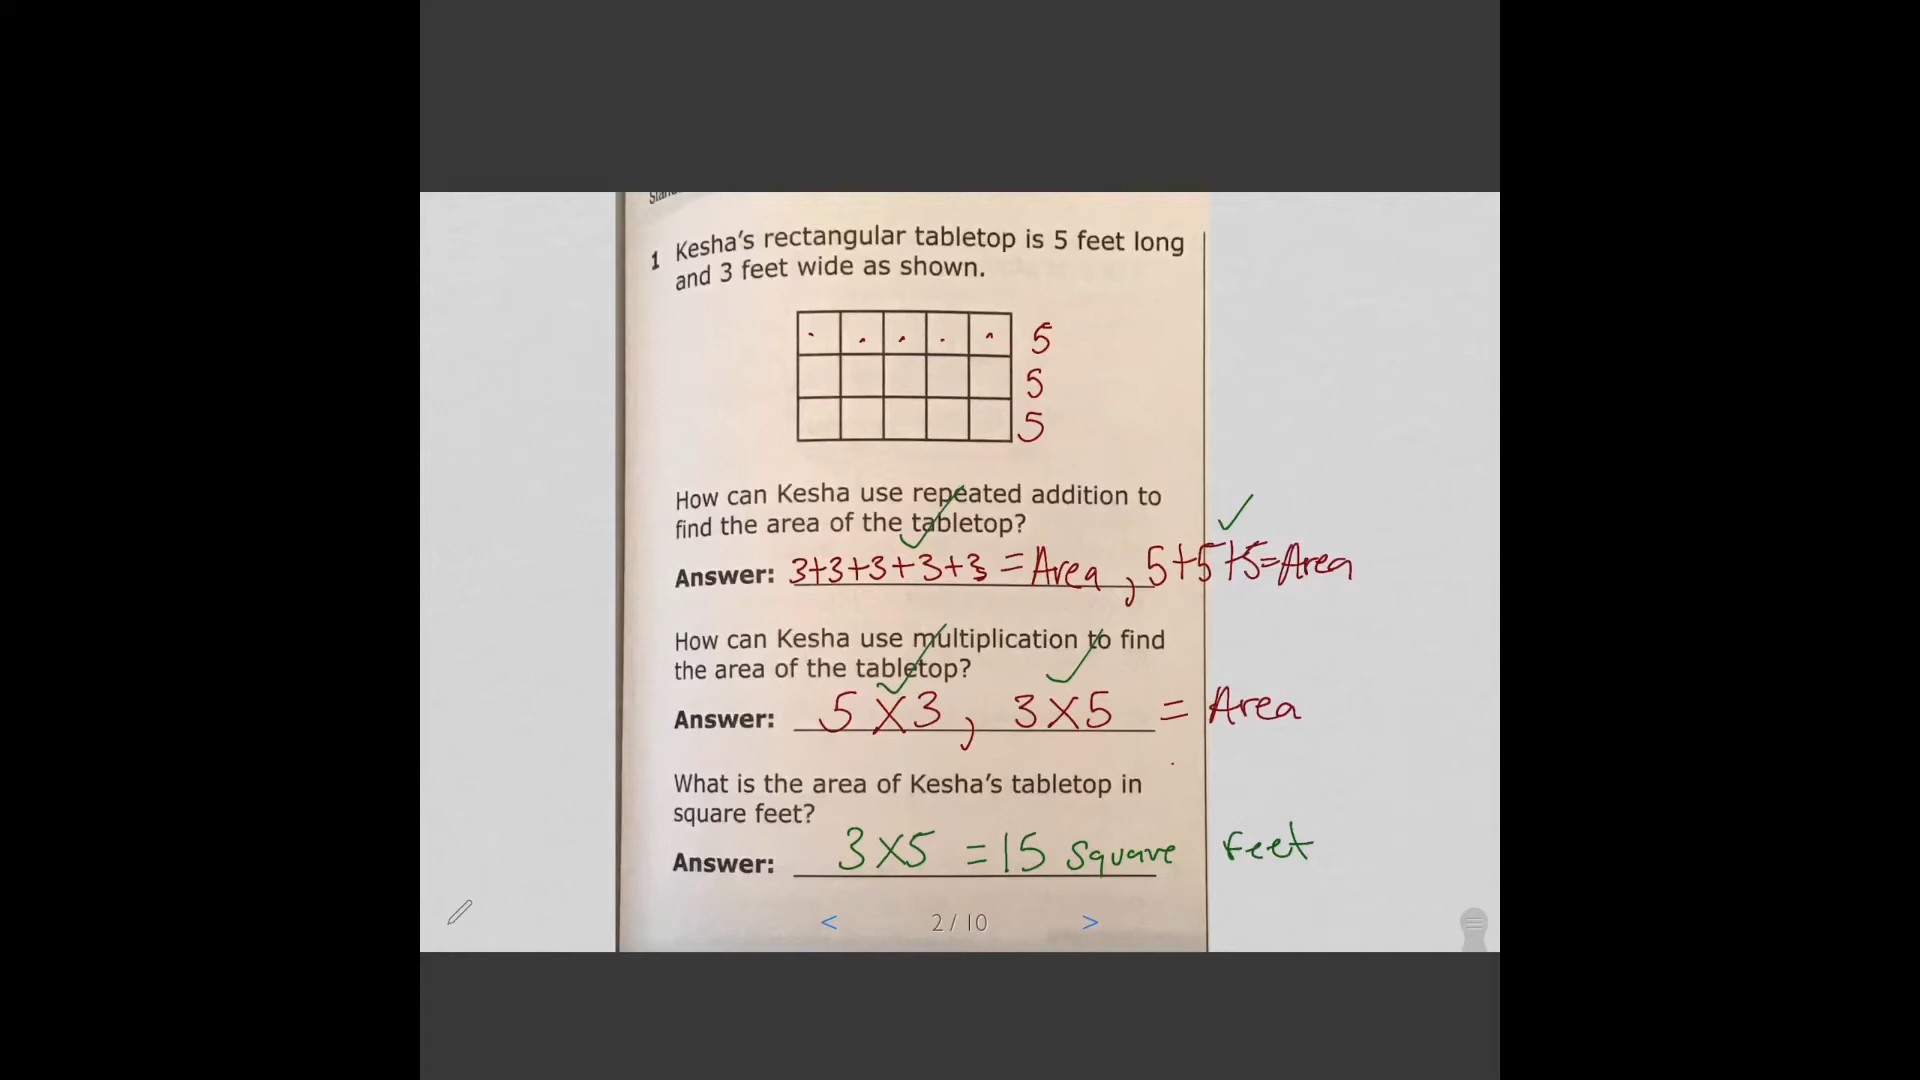 1 Kesha's rectangular tabletop is 5 feet long
and 3 feet wide as shown.
5
5
5
How can Kesha use repeated addition to
find the area of the tabletop?
Answer: 3+3+3+3+3 = Area , 5+5+5=Area
How can Kesha use multiplication to find
the area of the tabletop?
Answer: 5 X 3 , 3 X 5 = Area
What is the area of Kesha's tabletop in
square feet?
Answer: 3 X 5 = 15 square feet
< 2 / 10 >